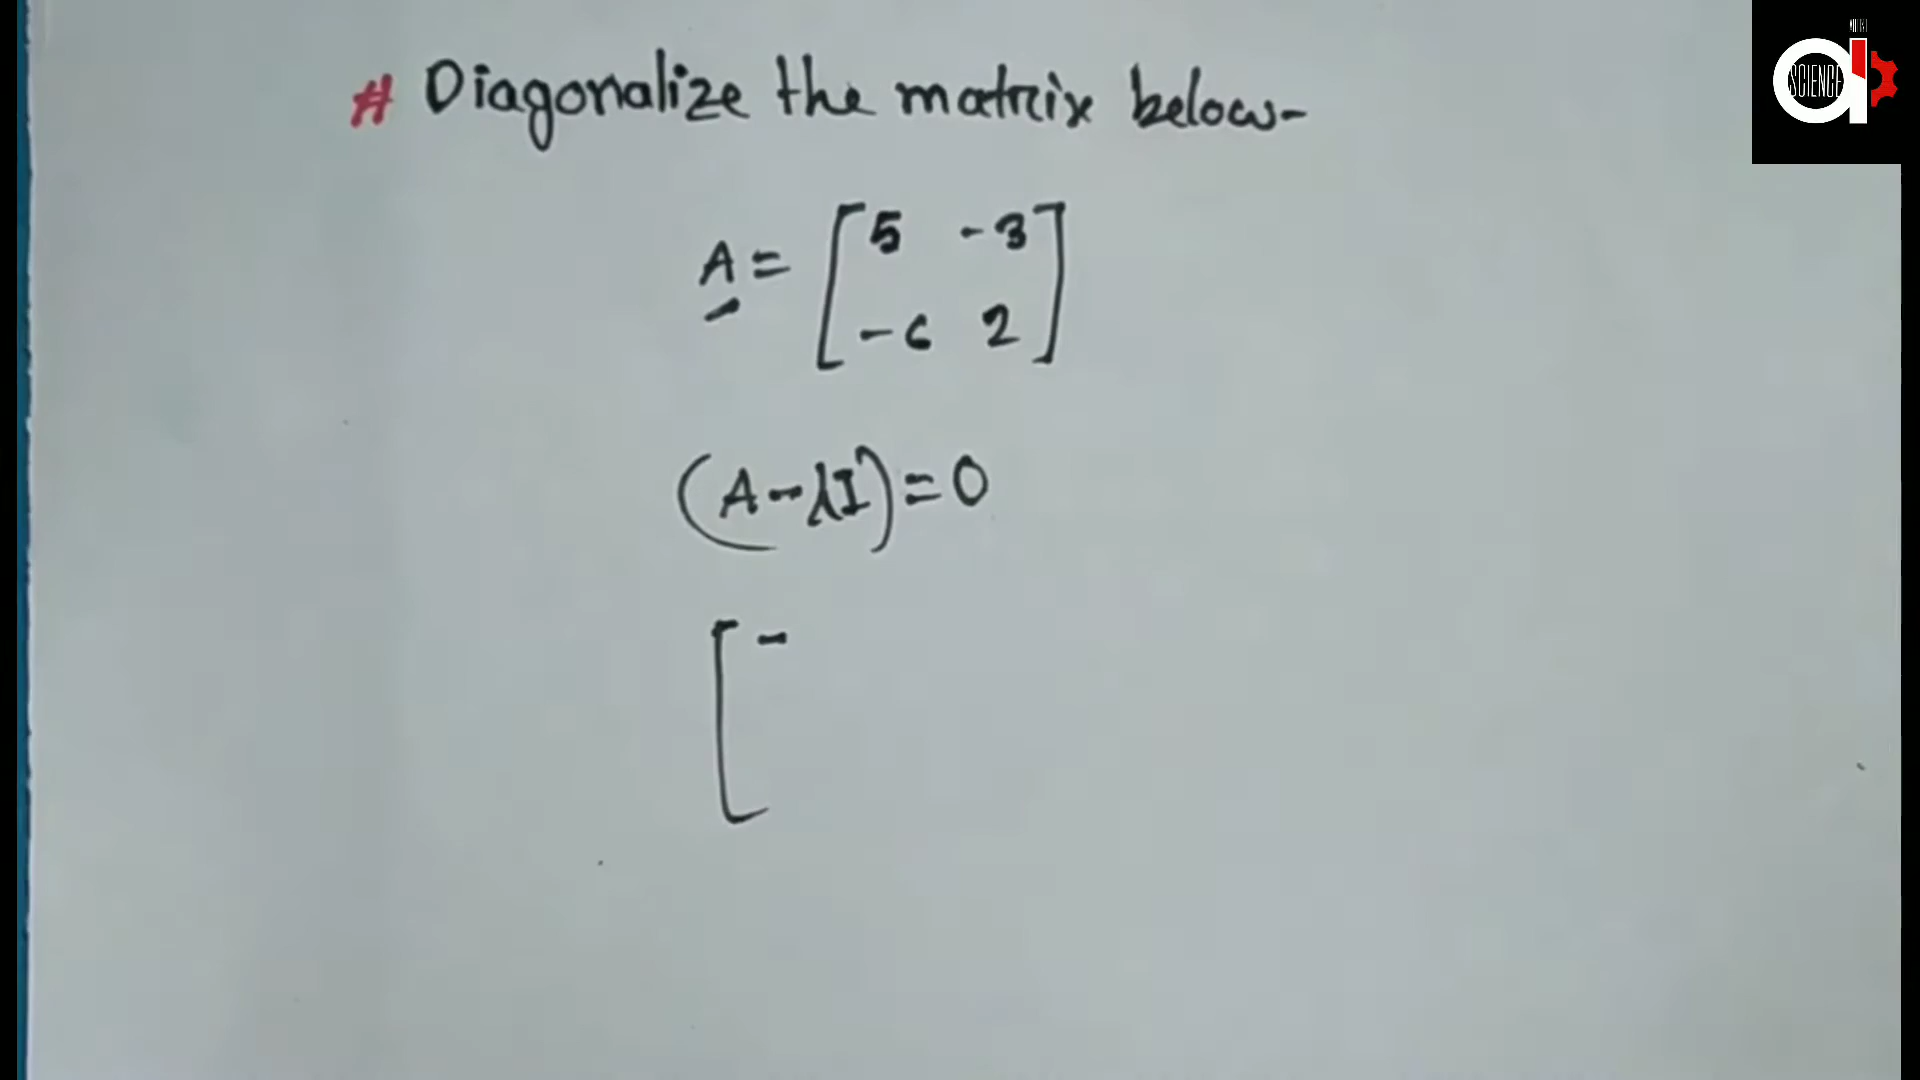 # Diagonalize the matrix below-
A = [ 5 -3
-6 2 ]
(A-λI)=0
[ -
SCIENCE